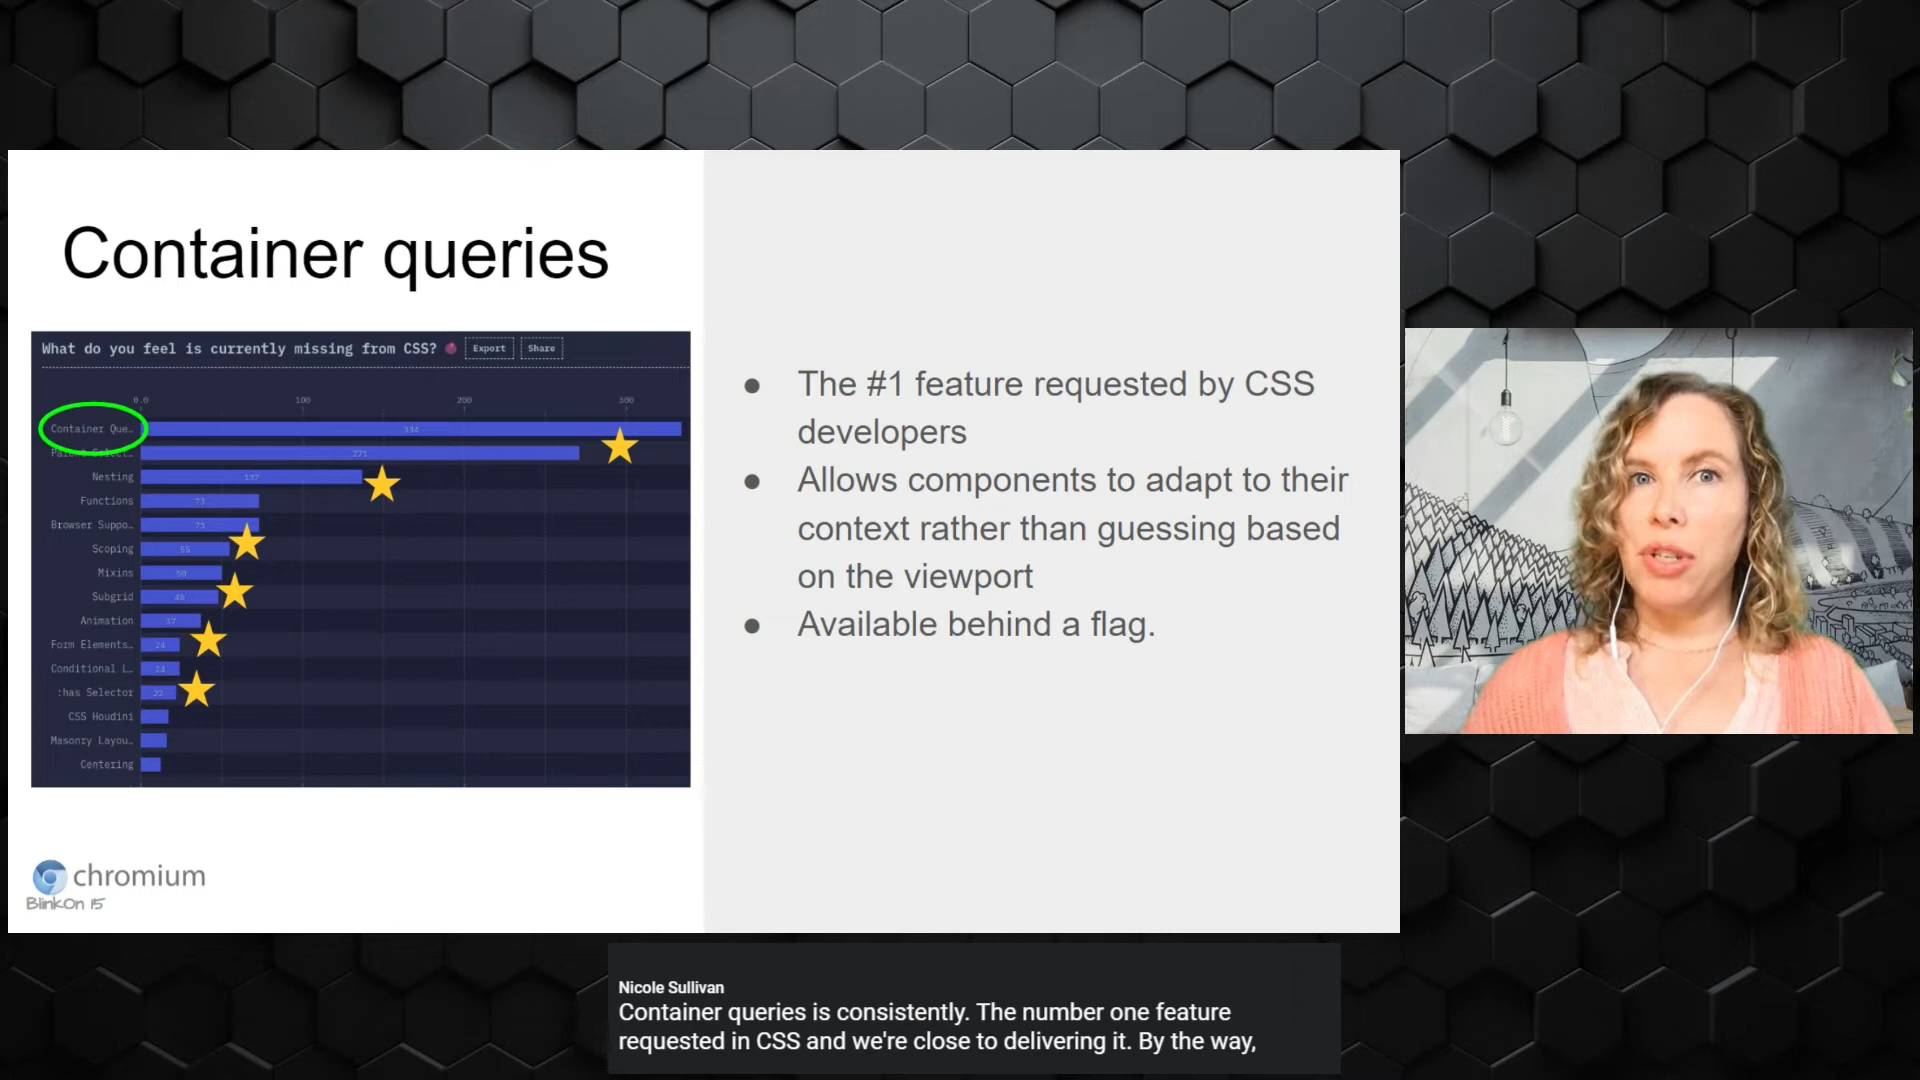 Container queries
What do you feel is currently missing from CSS? Export Share
0.0 100 200 300
Container Que… 334
271
Nesting 137
Functions 73
Browser Suppo… 73
Scoping 55
Mixins 50
Subgrid 48
Animation 37
Form Elements… 24
Conditional L… 24
:has Selector 22
CSS Houdini
Masonry Layou…
Centering
● The #1 feature requested by CSS
developers
● Allows components to adapt to their
context rather than guessing based
on the viewport
● Available behind a flag.
chromium
BlinkOn 15
Nicole Sullivan
Container queries is consistently. The number one feature
requested in CSS and we're close to delivering it. By the way,